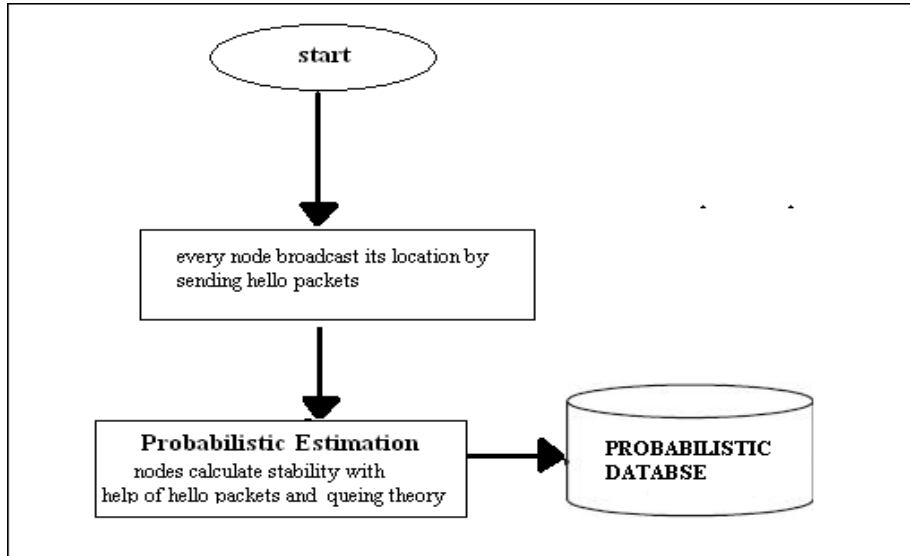 start
every node broadcast its location by
sending hello packets
Probabilistic Estimation
nodes calculate stability with
help of hello packets and queing theory
PROBABILISTIC
DATABSE